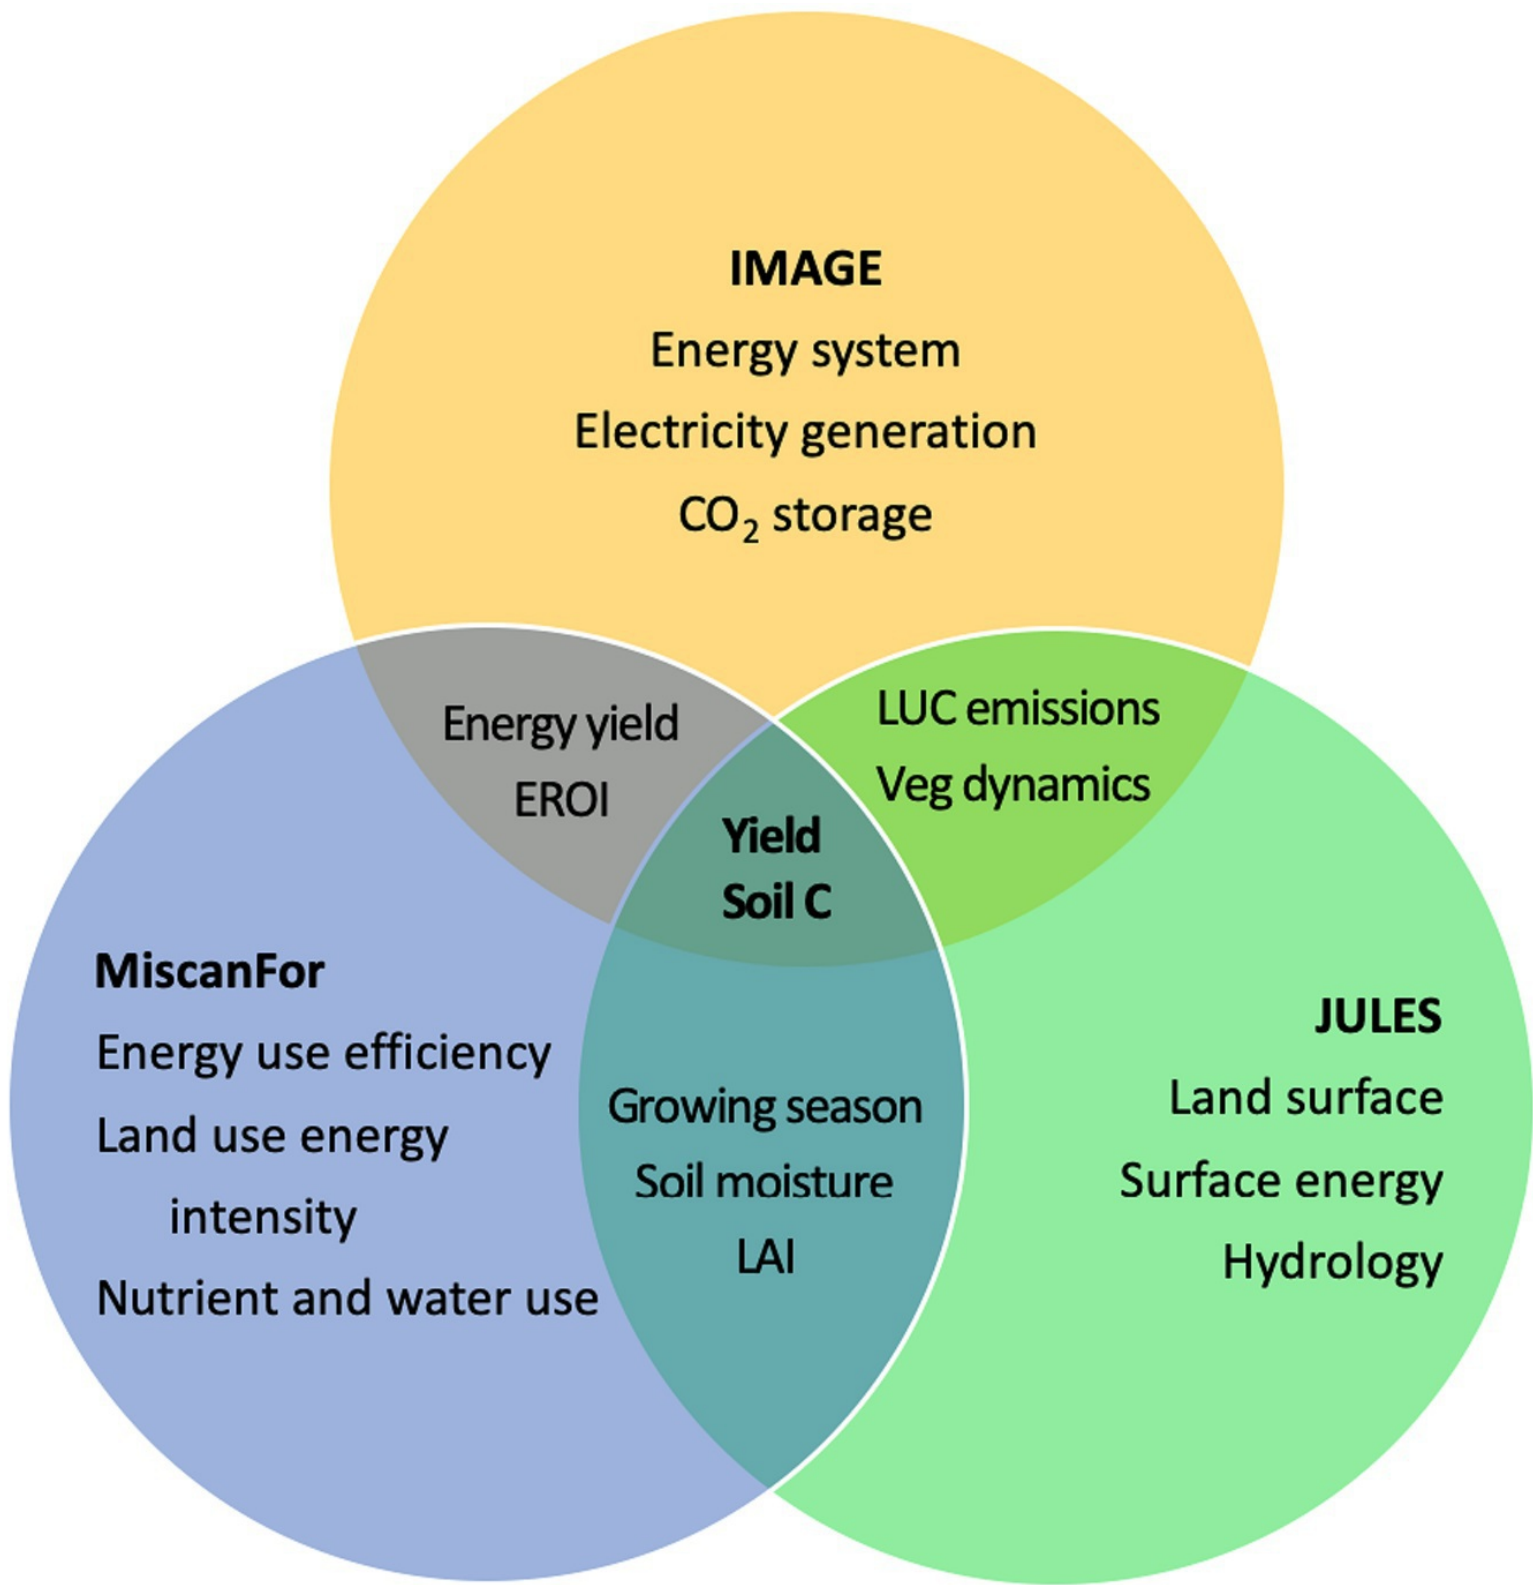 IMAGE
Energy system
Electricity generation
CO₂ storage
Energy yield
EROI
LUC emissions
Veg dynamics
Yield
Soil C
MiscanFor
Energy use efficiency
Land use energy
intensity
Nutrient and water use
Growing season
Soil moisture
LAI
JULES
Land surface
Surface energy
Hydrology